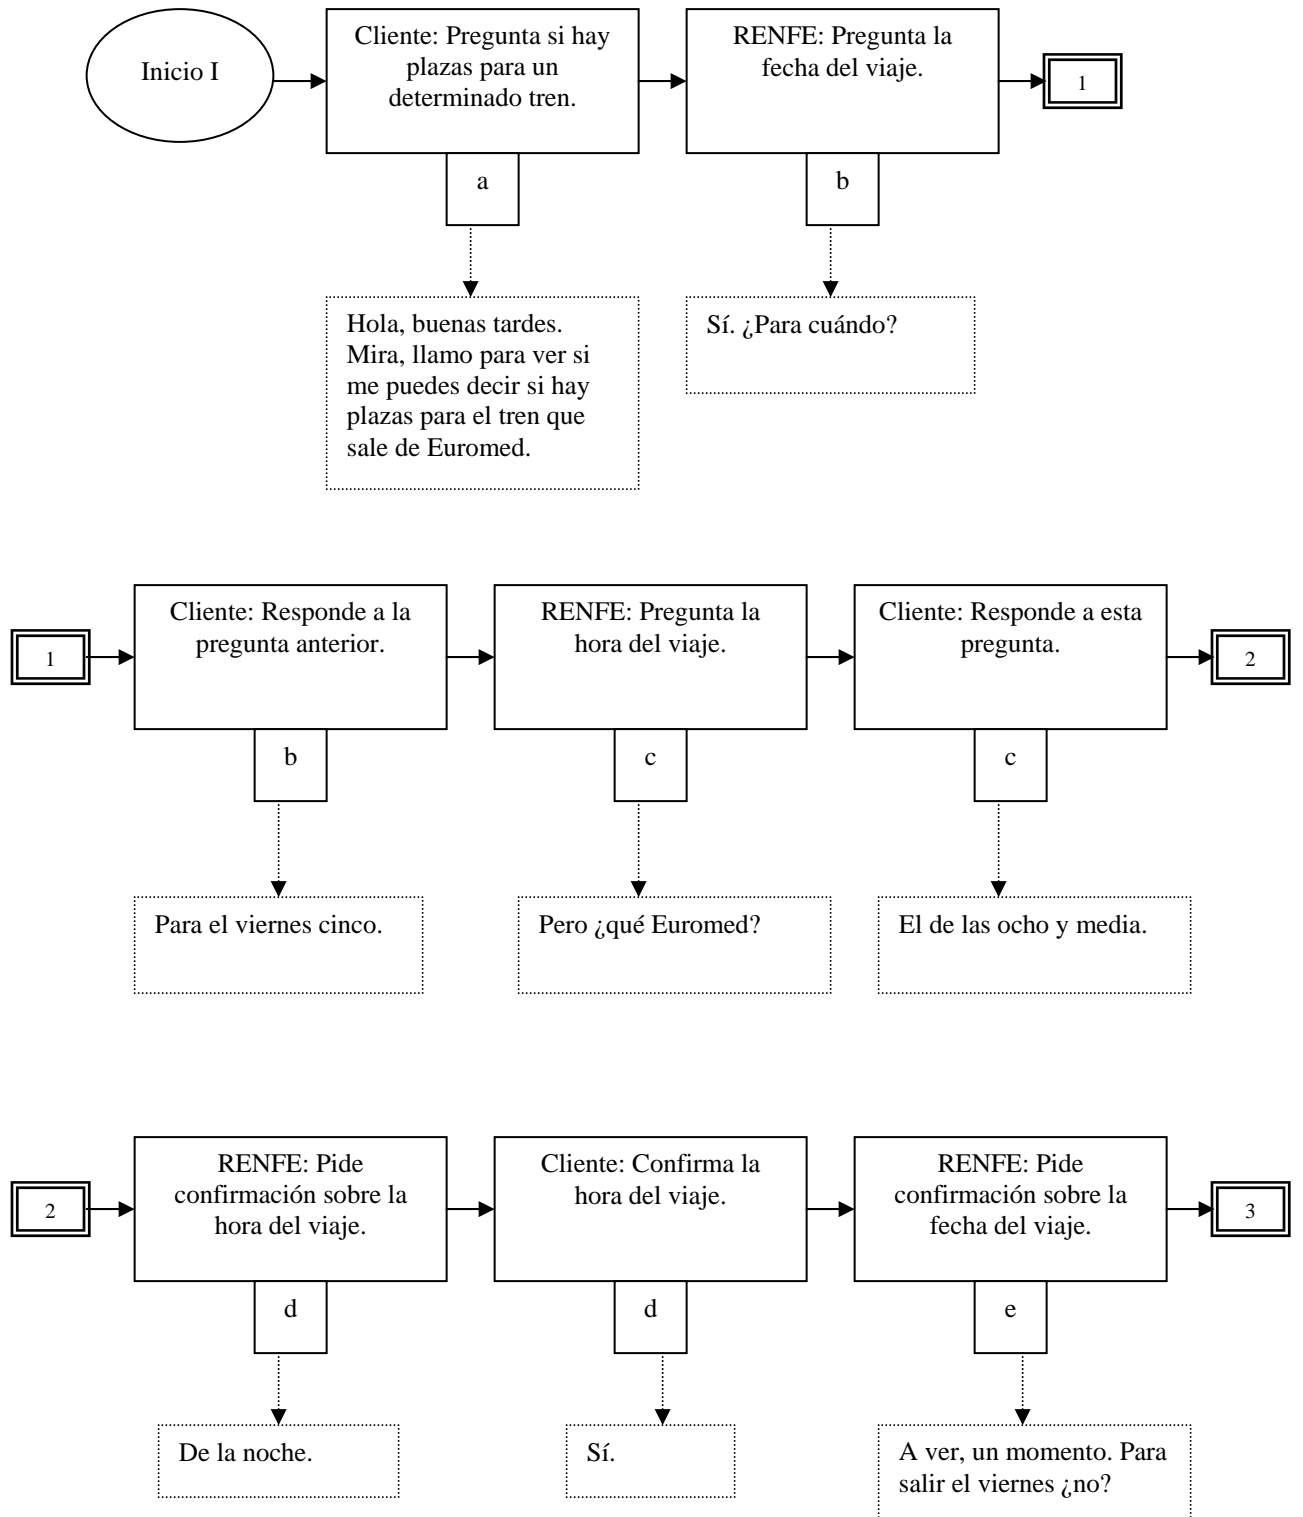 Inicio I
Cliente: Pregunta si hay
plazas para un
determinado tren.
RENFE: Pregunta la
fecha del viaje.
1
a
b
Hola, buenas tardes.
Mira, llamo para ver si
me puedes decir si hay
plazas para el tren que
sale de Euromed.
Sí. ¿Para cuándo?
1
Cliente: Responde a la
pregunta anterior.
RENFE: Pregunta la
hora del viaje.
Cliente: Responde a esta
pregunta.
2
b
c
c
Para el viernes cinco.
Pero ¿qué Euromed?
El de las ocho y media.
2
RENFE: Pide
confirmación sobre la
hora del viaje.
Cliente: Confirma la
hora del viaje.
RENFE: Pide
confirmación sobre la
fecha del viaje.
3
d
d
e
De la noche.
Sí.
A ver, un momento. Para
salir el viernes ¿no?